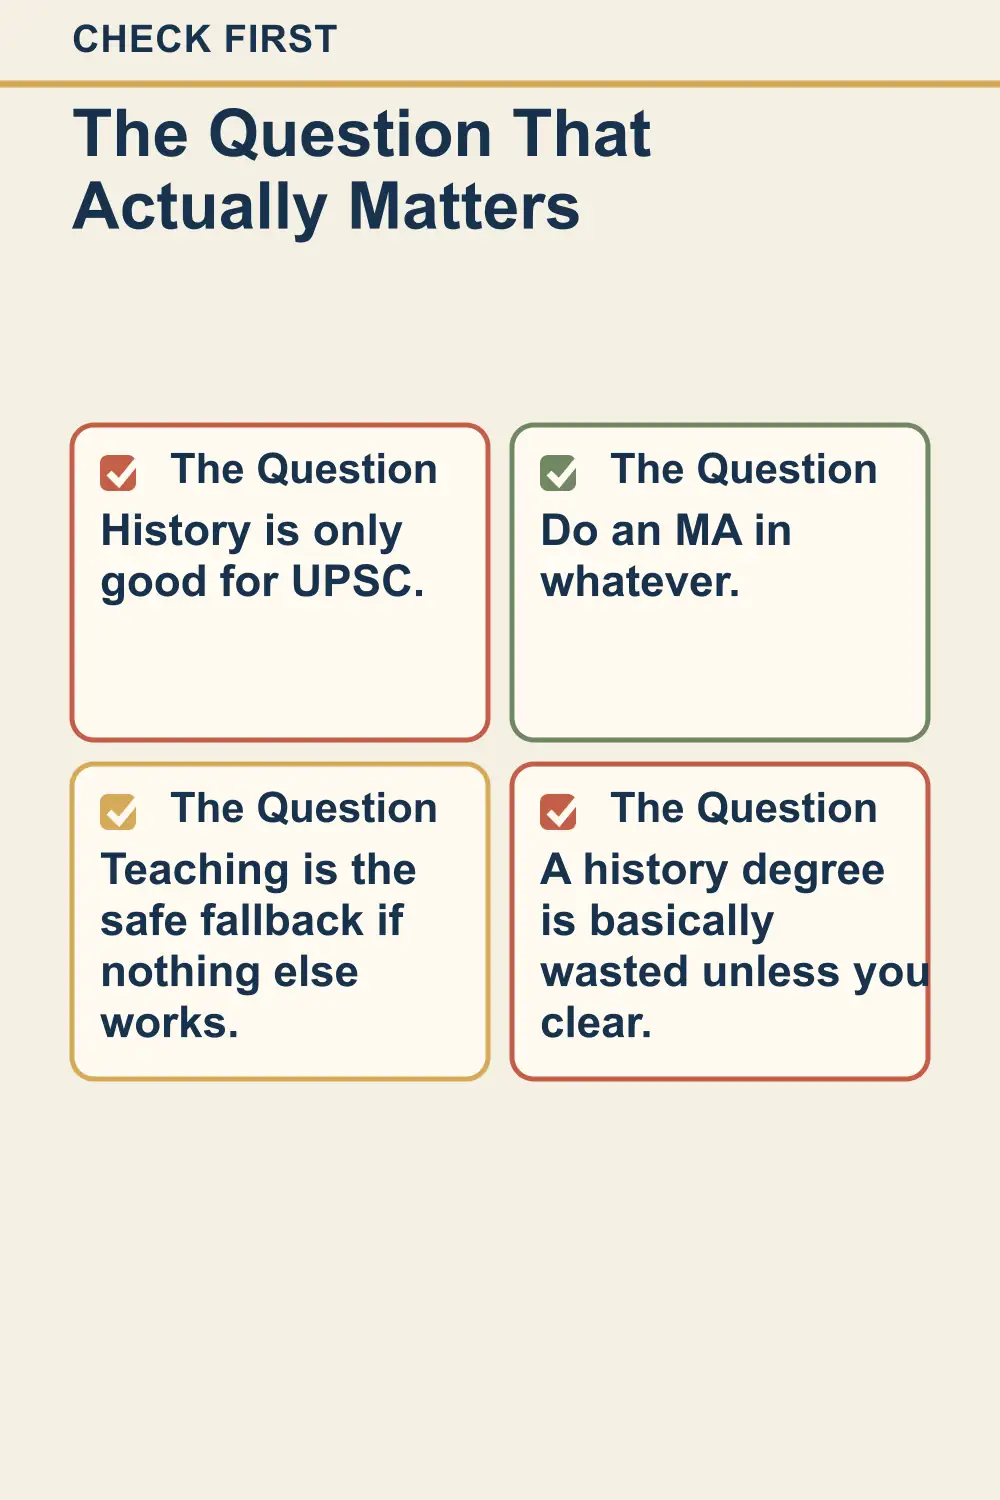 CHECK FIRST
The Question That
Actually Matters
The Question
History is only
good for UPSC.
The Question
Do an MA in
whatever.
The Question
Teaching is the
safe fallback if
nothing else
works.
The Question
A history degree
is basically
wasted unless you
clear.